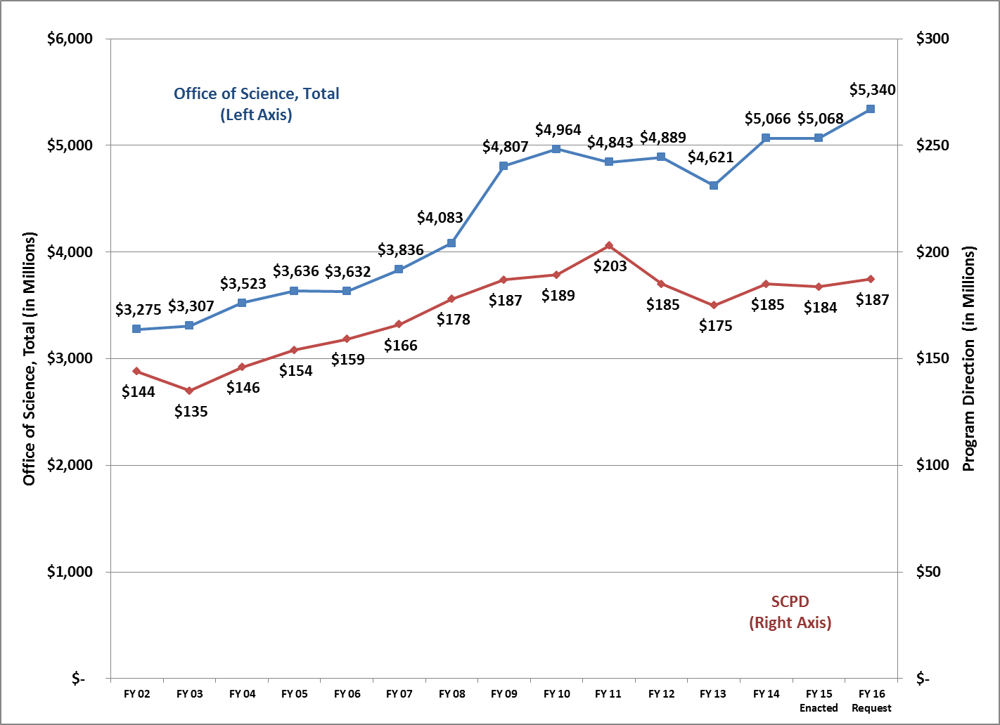 $6,000
$300
Office of Science, Total
(Left Axis)
$5,340
$5,066
$5,068
$4,964
$4,843
$4,889
$4,807
$4,621
$5,000
$250
$4,083
$3,836
$3,636
$3,632
$3,523
$3,275
$3,307
$4,000
$200
$203
$187
$189
$185
$175
$185
$184
$187
$178
$166
$159
$154
$146
$144
$135
$3,000
$150
Office of Science, Total (in Millions)
Program Direction (in Millions)
$2,000
$100
$1,000
$50
SCPD
(Right Axis)
$-
$-
FY 02
FY 03
FY 04
FY 05
FY 06
FY 07
FY 08
FY 09
FY 10
FY 11
FY 12
FY 13
FY 14
FY 15
Enacted
FY 16
Request